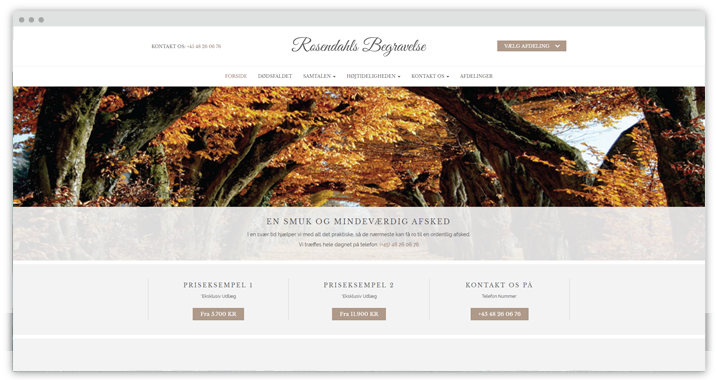 KONTAKT OS: +45 48 26 06 76
Rosendahls Begravelse
VÆLG AFDELING
FORSIDE DØDSFALDET SAMTALEN HØJTIDELIGHEDEN KONTAKT OS AFDELINGER
EN SMUK OG MINDEVÆRDIG AFSKED
I en svær tid hjælper vi med alt det praktiske, så de nærmeste kan få ro til en ordentlig afsked.
Vi træffes hele døgnet på telefon: (+45) 48 26 06 76.
PRISEKSEMPEL 1
*Eksklusiv Udlæg
Fra 5.700 KR
PRISEKSEMPEL 2
*Eksklusiv Udlæg
Fra 11.900 KR
KONTAKT OS PÅ
Telefon Nummer
+45 48 26 06 76